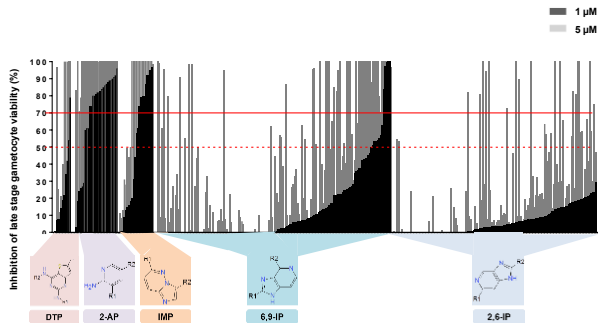 1 µM
5 µM
Inhibition of late stage gametocyte viability (%)
100
90
80
70
60
50
40
30
20
10
0
R2
R1
H₂N
R2
R1
H
R2
R2
R1
R2
R1
DTP
2-AP
IMP
6,9-IP
2,6-IP